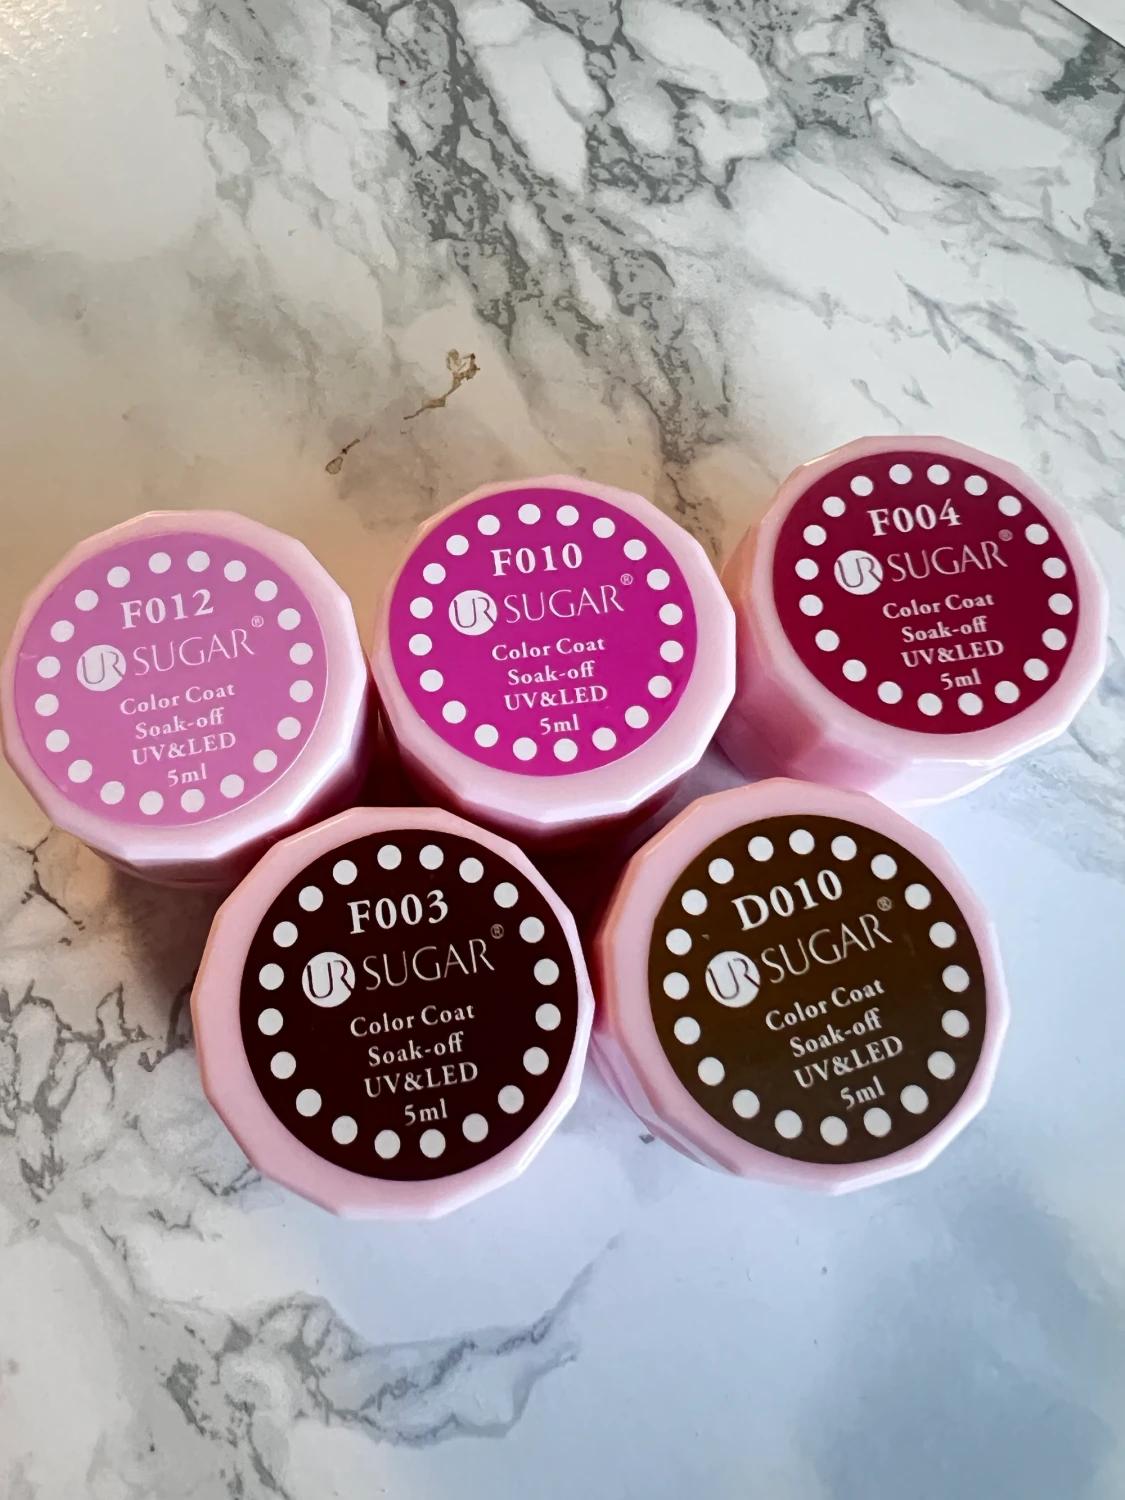 F012
UR SUGAR®
Color Coat
Soak-off
UV&LED
5ml
F010
UR SUGAR®
Color Coat
Soak-off
UV&LED
5ml
F004
UR SUGAR®
Color Coat
Soak-off
UV&LED
5ml
F003
UR SUGAR®
Color Coat
Soak-off
UV&LED
5ml
D010
UR SUGAR®
Color Coat
Soak-off
UV&LED
5ml